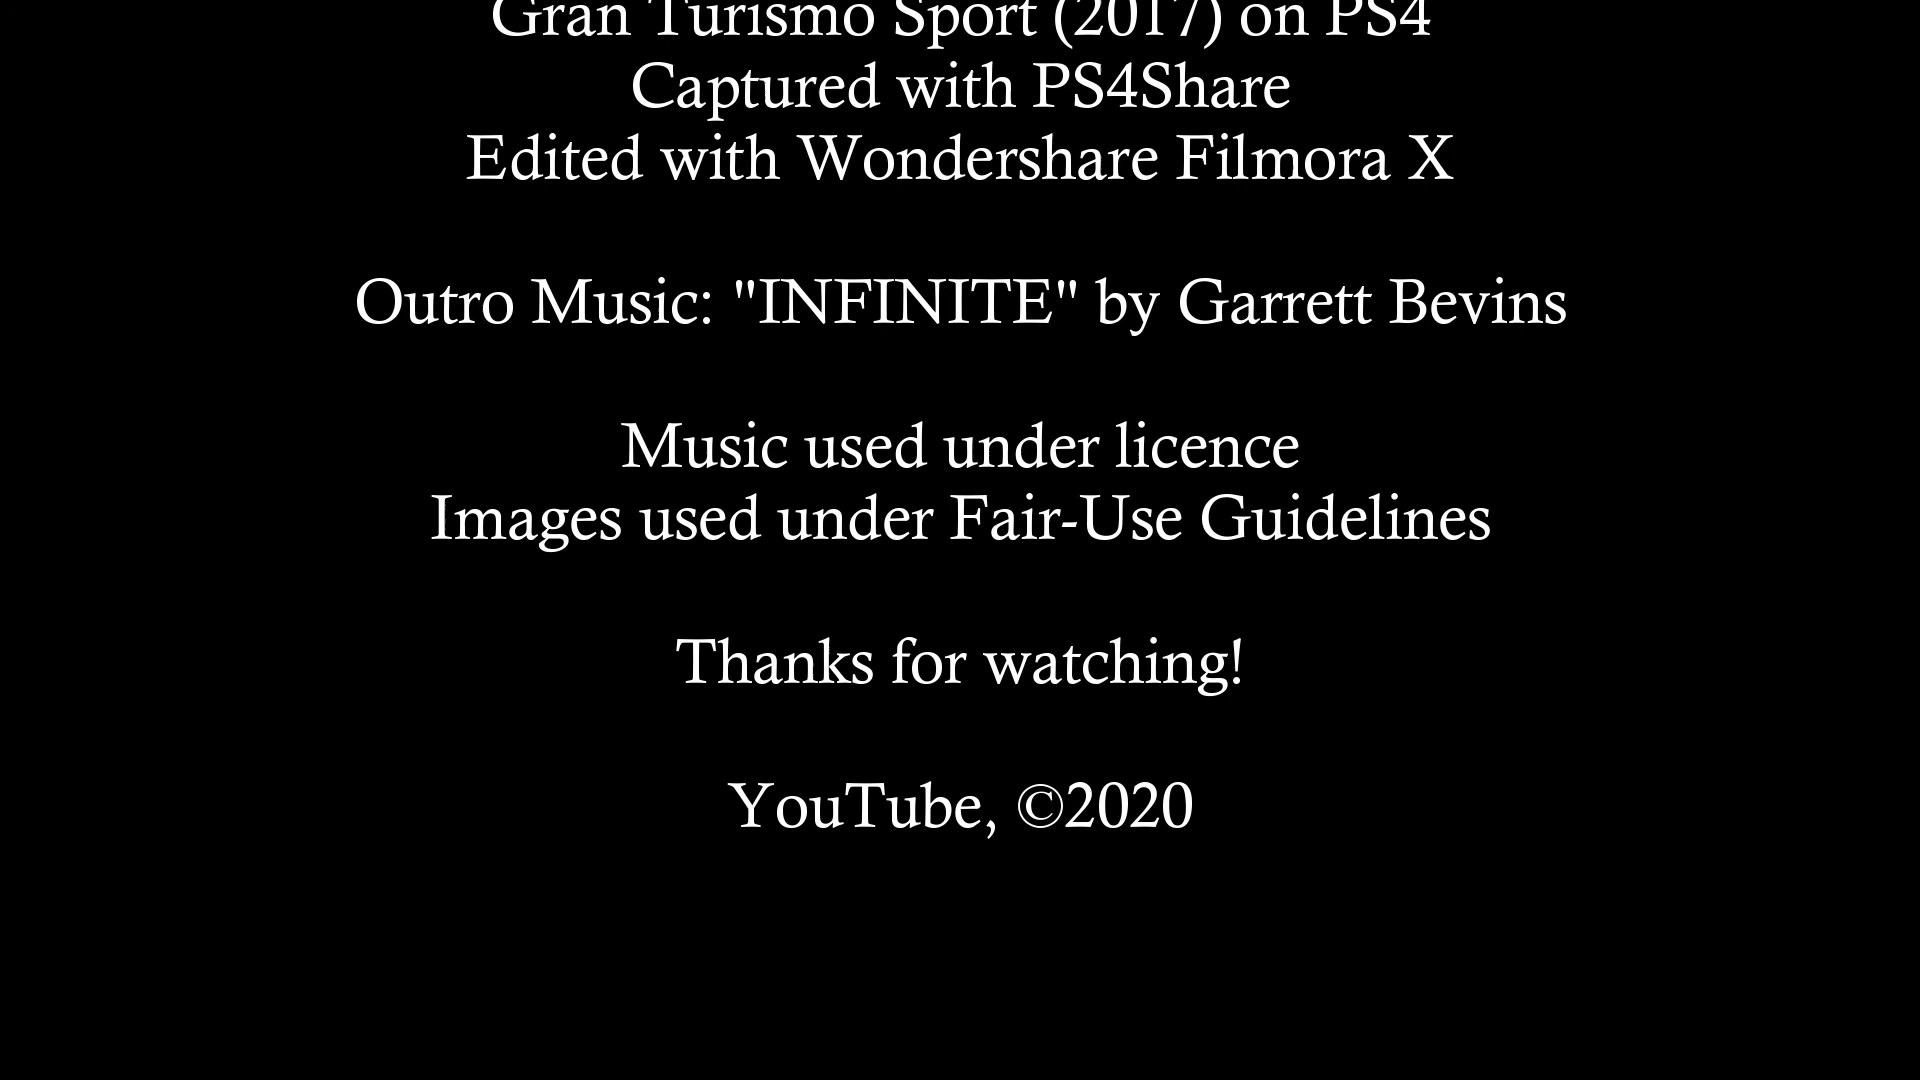 Gran Turismo Sport (2017) on PS4
Captured with PS4Share
Edited with Wondershare Filmora X
Outro Music: "INFINITE" by Garrett Bevins
Music used under licence
Images used under Fair-Use Guidelines
Thanks for watching!
YouTube, ©2020